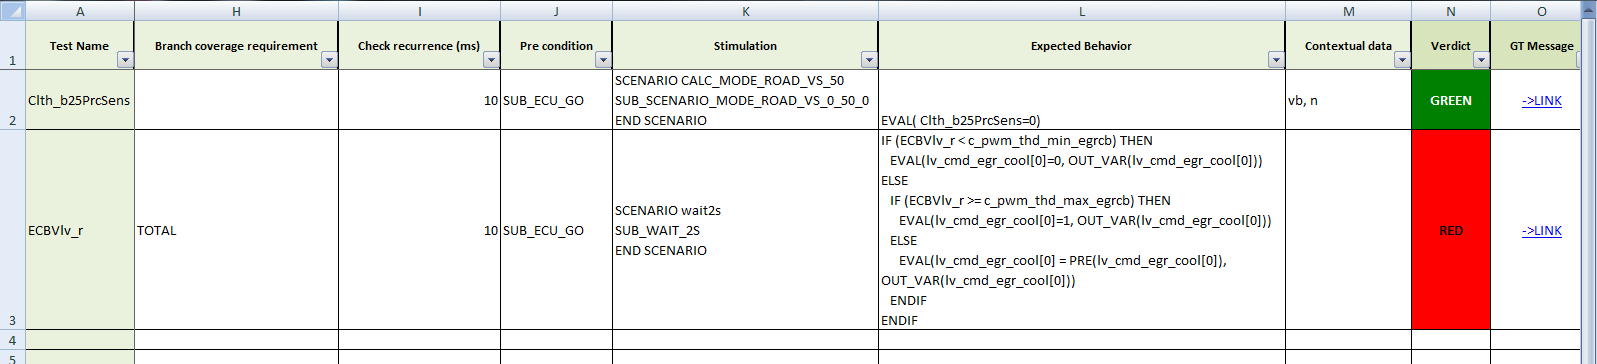 A H I J K L M N O
1 Test Name Branch coverage requirement Check recurrence (ms) Pre condition Stimulation Expected Behavior Contextual data Verdict GT Message
SCENARIO CALC_MODE_ROAD_VS_50
Clth_b25PrcSens 10 SUB_ECU_GO SUB_SCENARIO_MODE_ROAD_VS_0_50_0 vb, n GREEN ->LINK
2 END SCENARIO EVAL( Clth_b25PrcSens=0)
IF (ECBVlv_r < c_pwm_thd_min_egrcb) THEN
EVAL(lv_cmd_egr_cool[0]=0, OUT_VAR(lv_cmd_egr_cool[0]))
ELSE
IF (ECBVlv_r >= c_pwm_thd_max_egrcb) THEN
SCENARIO wait2s EVAL(lv_cmd_egr_cool[0]=1, OUT_VAR(lv_cmd_egr_cool[0]))
ECBVlv_r TOTAL 10 SUB_ECU_GO SUB_WAIT_2S ELSE RED ->LINK
END SCENARIO EVAL(lv_cmd_egr_cool[0] = PRE(lv_cmd_egr_cool[0]),
OUT_VAR(lv_cmd_egr_cool[0]))
ENDIF
3 ENDIF
4
5